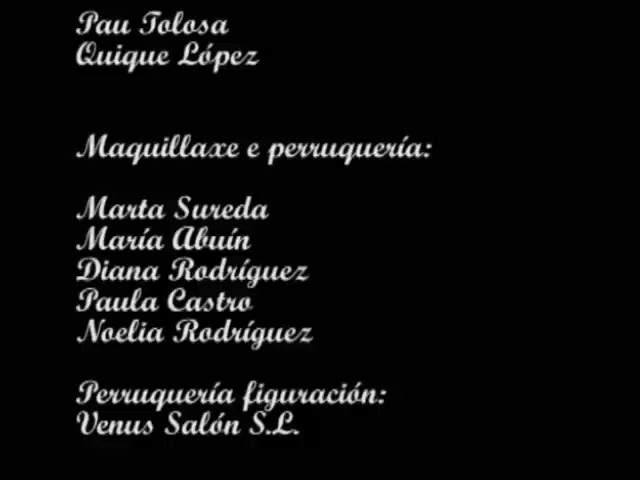 Pau Tolosa
Quique López
Maquillaxe e perruquería:
Marta Sureda
María Abuín
Diana Rodríguez
Paula Castro
Noelia Rodríguez
Perruquería figuración:
Venus Salón S.L.